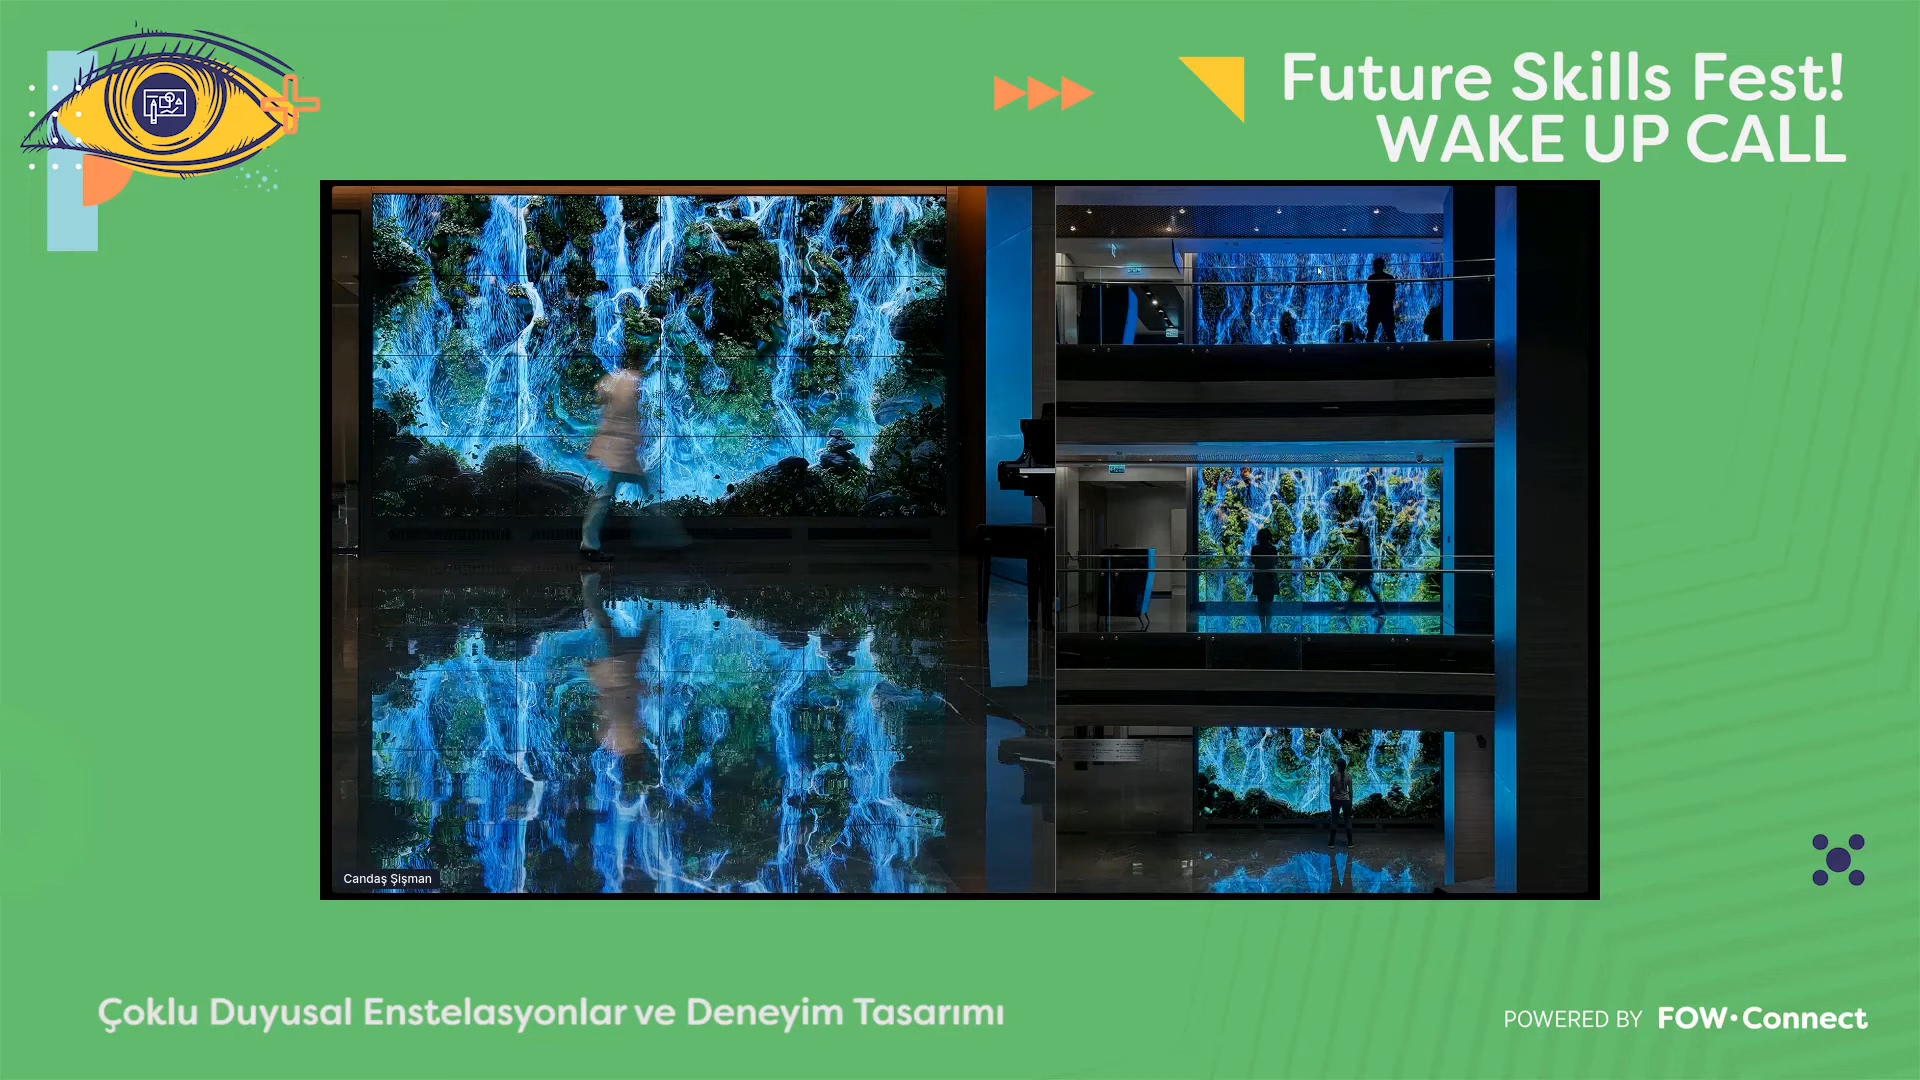 Future Skills Fest!
WAKE UP CALL
Candaş Şişman
Çoklu Duyusal Enstelasyonlar ve Deneyim Tasarımı
POWERED BY FOW·Connect